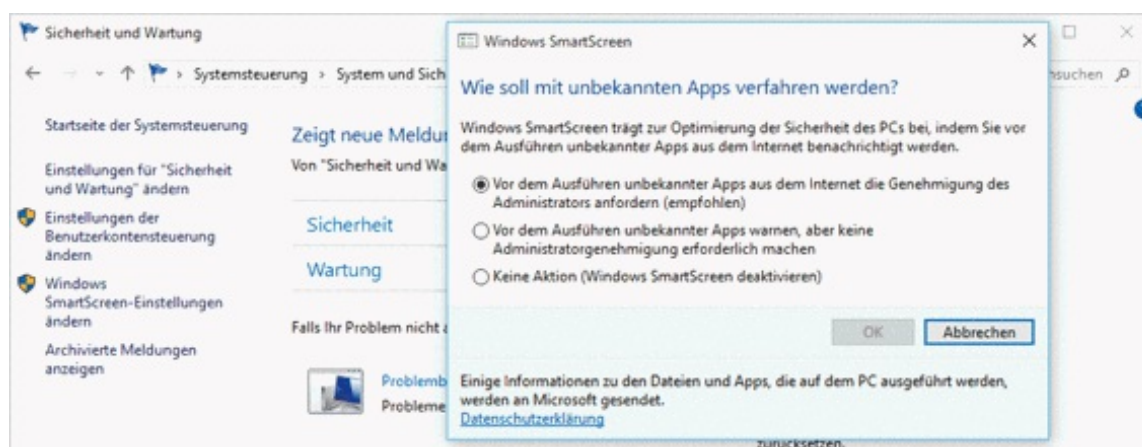 Sicherheit und Wartung
Systemsteuerung › System und Sich
Startseite der Systemsteuerung
Einstellungen für "Sicherheit
und Wartung" ändern
Einstellungen der
Benutzerkontensteuerung
ändern
Windows
SmartScreen-Einstellungen
ändern
Archivierte Meldungen
anzeigen
Zeigt neue Meldu
Von "Sicherheit und Wa
Sicherheit
Wartung
Falls Ihr Problem nicht
Problemb
Probleme
Windows SmartScreen
Wie soll mit unbekannten Apps verfahren werden?
Windows SmartScreen trägt zur Optimierung der Sicherheit des PCs bei, indem Sie vor
dem Ausführen unbekannter Apps aus dem Internet benachrichtigt werden.
Vor dem Ausführen unbekannter Apps aus dem Internet die Genehmigung des
Administrators anfordern (empfohlen)
Vor dem Ausführen unbekannter Apps warnen, aber keine
Administratorgenehmigung erforderlich machen
Keine Aktion (Windows SmartScreen deaktivieren)
OK Abbrechen
Einige Informationen zu den Dateien und Apps, die auf dem PC ausgeführt werden,
werden an Microsoft gesendet.
Datenschutzerklärung
hsuchen
zurücksetzen.